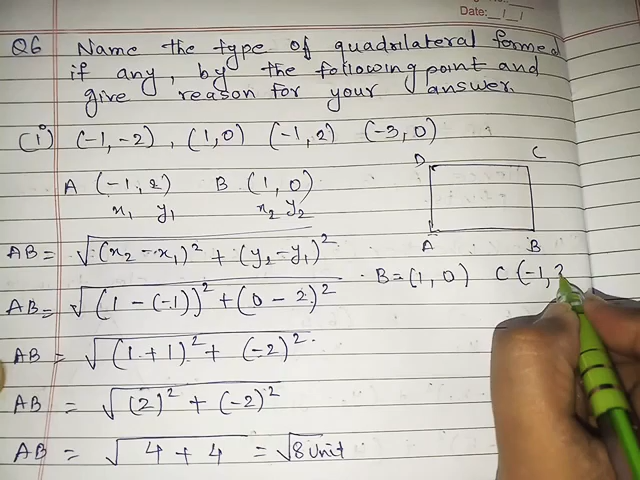 Date:__/__/__
Q6 Name the type of quadrilateral formed
if any, by the following point and
give reason for your answer.
(i) (-1, -2), (1, 0) (-1, 2) (-3, 0)
A (-1, 2) B (1, 0)
x₁ y₁ x₂ y₂
D C
A B
AB = √(x₂ - x₁)² + (y₂ - y₁)²
B = (1, 0) C (-1,
AB = √(1 - (-1))² + (0 - 2)²
AB = √(1 + 1)² + (-2)²
AB = √(2)² + (-2)²
AB = √4 + 4 = √8 unit